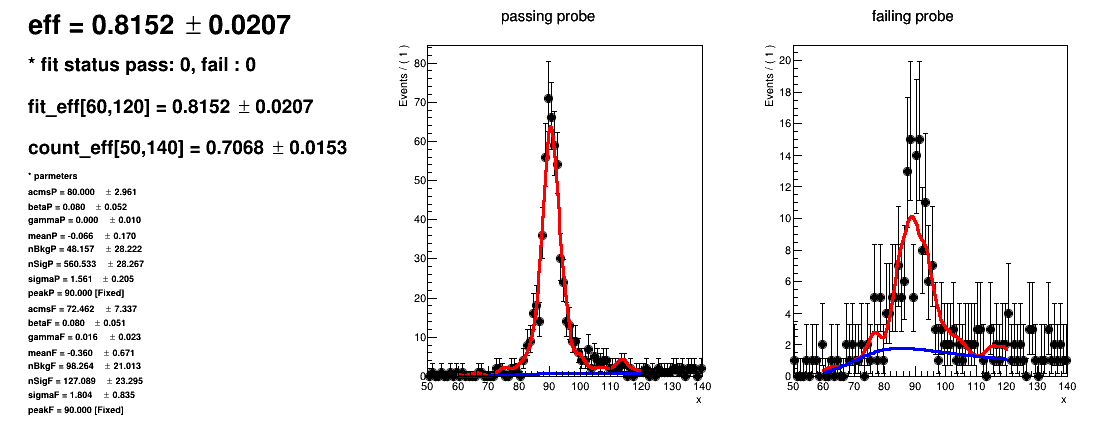 eff = 0.8152 ± 0.0207
* fit status pass: 0, fail : 0
fit_eff[60,120] = 0.8152 ± 0.0207
count_eff[50,140] = 0.7068 ± 0.0153
* parmeters
acmsP = 80.000 ± 2.961
betaP = 0.080 ± 0.052
gammaP = 0.000 ± 0.010
meanP = -0.066 ± 0.170
nBkgP = 48.157 ± 28.222
nSigP = 560.533 ± 28.267
sigmaP = 1.561 ± 0.205
peakP = 90.000 [Fixed]
acmsF = 72.462 ± 7.337
betaF = 0.080 ± 0.051
gammaF = 0.016 ± 0.023
meanF = -0.360 ± 0.671
nBkgF = 98.264 ± 21.013
nSigF = 127.089 ± 23.295
sigmaF = 1.804 ± 0.835
peakF = 90.000 [Fixed]
passing probe
Events / ( 1 )
80
70
60
50
40
30
20
10
0
50 60 70 80 90 100 110 120 130 140
x
failing probe
Events / ( 1 )
20
18
16
14
12
10
8
6
4
2
0
50 60 70 80 90 100 110 120 130 140
x